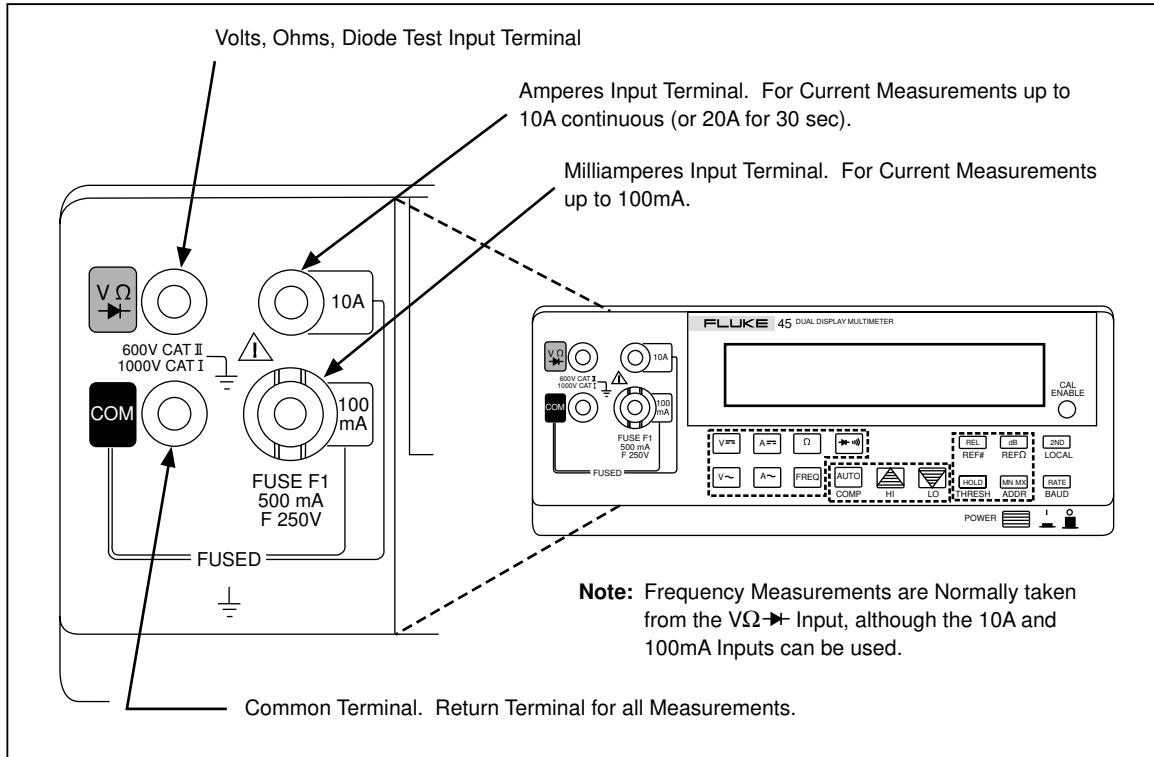 Volts, Ohms, Diode Test Input Terminal
Amperes Input Terminal.  For Current Measurements up to
10A continuous (or 20A for 30 sec).
Milliamperes Input Terminal.  For Current Measurements
up to 100mA.
V Ω
10A
600V CAT II
1000V CAT I
COM
100
mA
FUSE F1
500 mA
F 250V
FUSED
FLUKE 45 DUAL DISPLAY MULTIMETER
V Ω
10A
600V CAT II
1000V CAT I
COM
100
mA
FUSE F1
500 mA
F 250V
FUSED
CAL
ENABLE
V A Ω
REL dB 2ND
REF# REFΩ LOCAL
V~ A~ FREQ AUTO
HOLD MN MX RATE
COMP HI LO THRESH ADDR BAUD
POWER I O
Note: Frequency Measurements are Normally taken
from the VΩ Input, although the 10A and
100mA Inputs can be used.
Common Terminal.  Return Terminal for all Measurements.